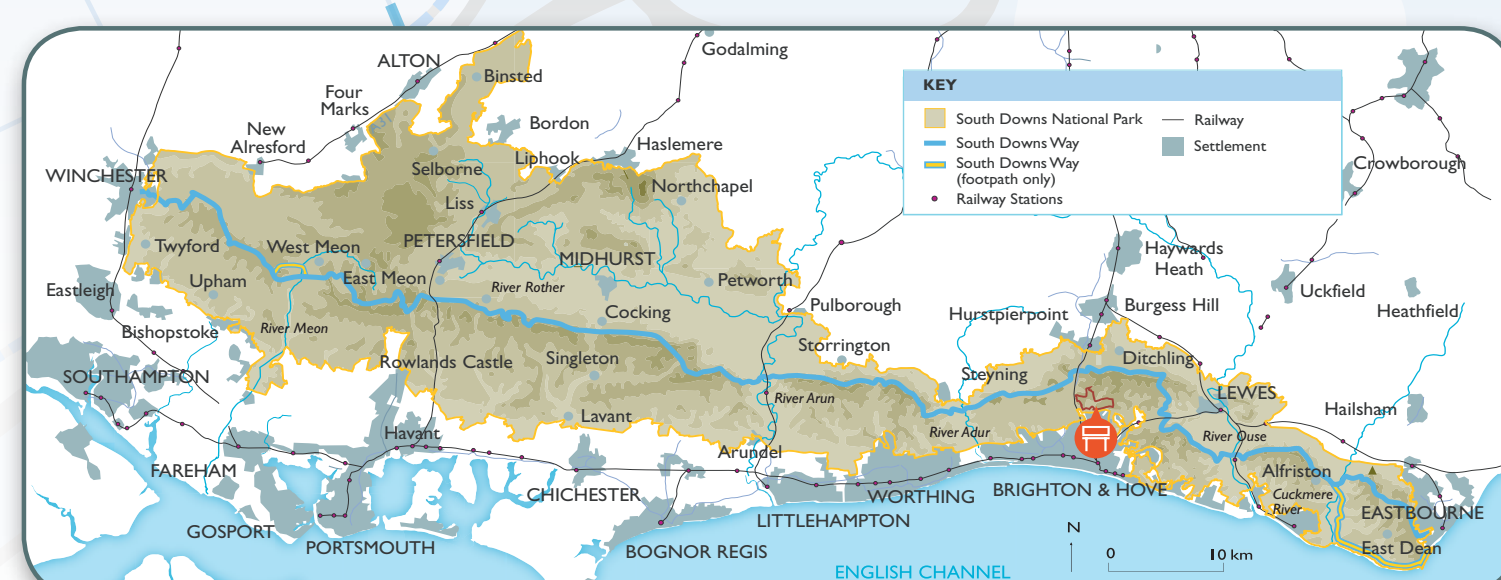 Godalming
ALTON
Binsted
Four
Marks
A31
Bordon
New
Alresford
Haslemere
Liphook
Selborne
WINCHESTER
Northchapel
Liss
PETERSFIELD
Twyford
West Meon
MIDHURST
East Meon
Upham
River Rother
Petworth
Eastleigh
Cocking
Pulborough
Bishopstoke
River Meon
Storrington
Rowlands Castle
Singleton
SOUTHAMPTON
River Arun
Lavant
Havant
Arundel
FAREHAM
CHICHESTER
GOSPORT
PORTSMOUTH
BOGNOR REGIS
LITTLEHAMPTON
WORTHING
BRIGHTON & HOVE
ENGLISH CHANNEL
KEY
South Downs National Park
South Downs Way
South Downs Way
(footpath only)
Railway Stations
Railway
Settlement
Crowborough
Haywards
Heath
Uckfield
Heathfield
Burgess Hill
Hurstpierpoint
Ditchling
Steyning
LEWES
Hailsham
River Adur
River Ouse
Alfriston
Cuckmere
River
EASTBOURNE
East Dean
N
0 10 km